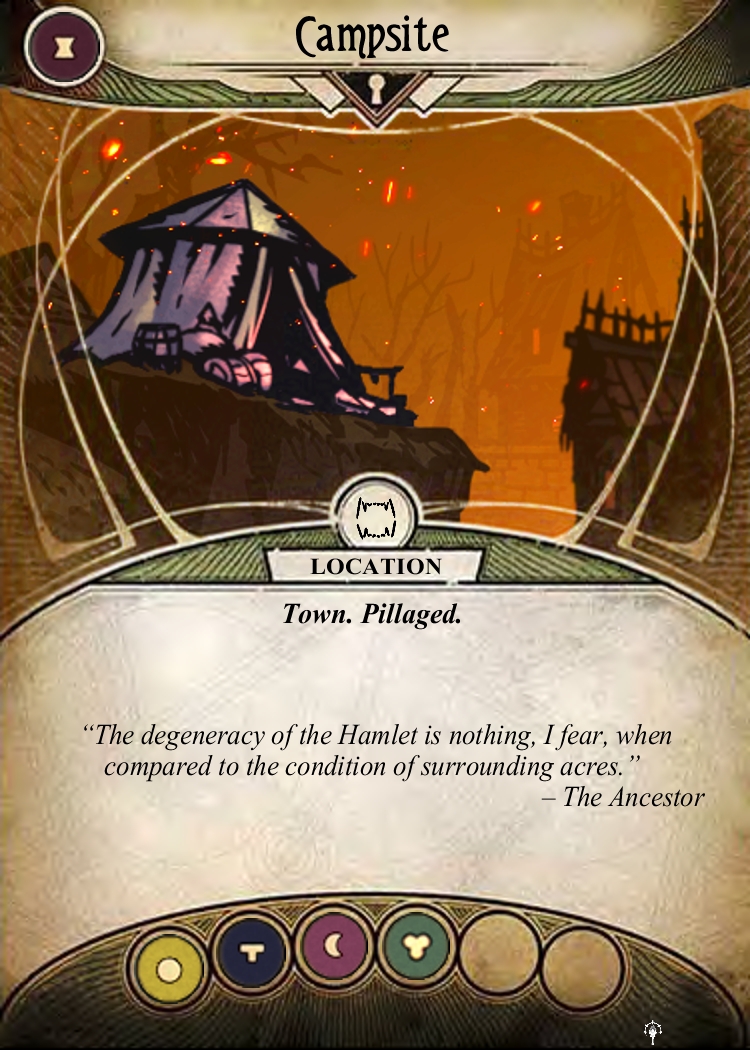 Campsite
LOCATION
Town. Pillaged.
“The degeneracy of the Hamlet is nothing, I fear, when
compared to the condition of surrounding acres.”
– The Ancestor